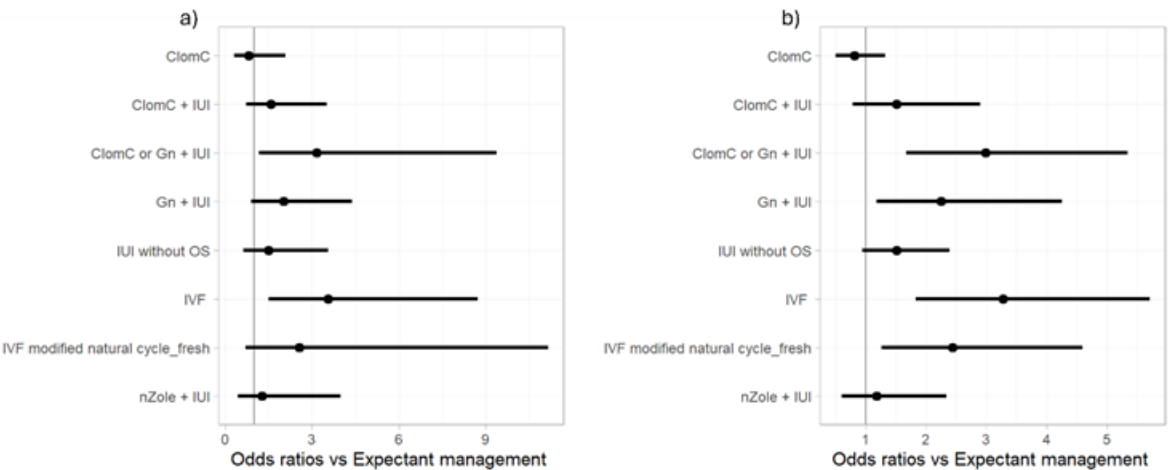 a)
ClomC
ClomC + IUI
ClomC or Gn + IUI
Gn + IUI
IUI without OS
IVF
IVF modified natural cycle_fresh
nZole + IUI
0 3 6 9
Odds ratios vs Expectant management
b)
ClomC
ClomC + IUI
ClomC or Gn + IUI
Gn + IUI
IUI without OS
IVF
IVF modified natural cycle_fresh
nZole + IUI
1 2 3 4 5
Odds ratios vs Expectant management